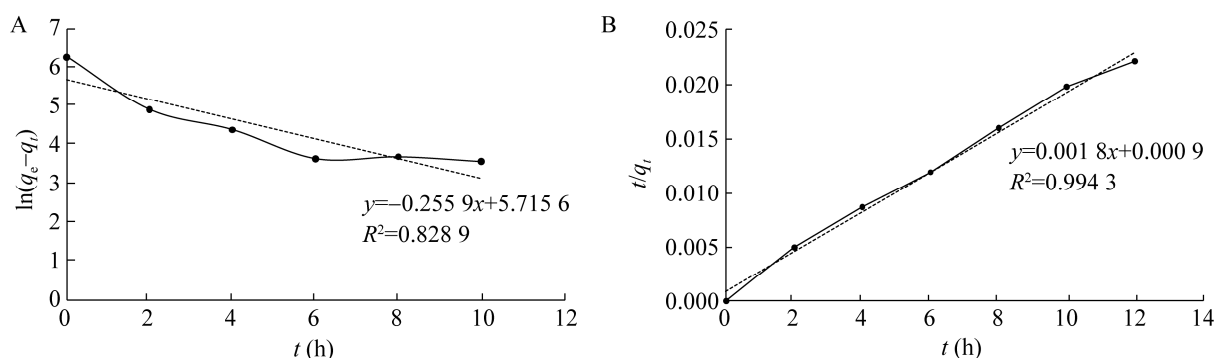 A
7
6
5
4
3
2
1
0
ln(qe−qt)
0 2 4 6 8 10 12
t (h)
y=−0.255 9x+5.715 6
R²=0.828 9
B
0.025
0.020
0.015
0.010
0.005
0.000
t/qt
0 2 4 6 8 10 12 14
t (h)
y=0.001 8x+0.000 9
R²=0.994 3